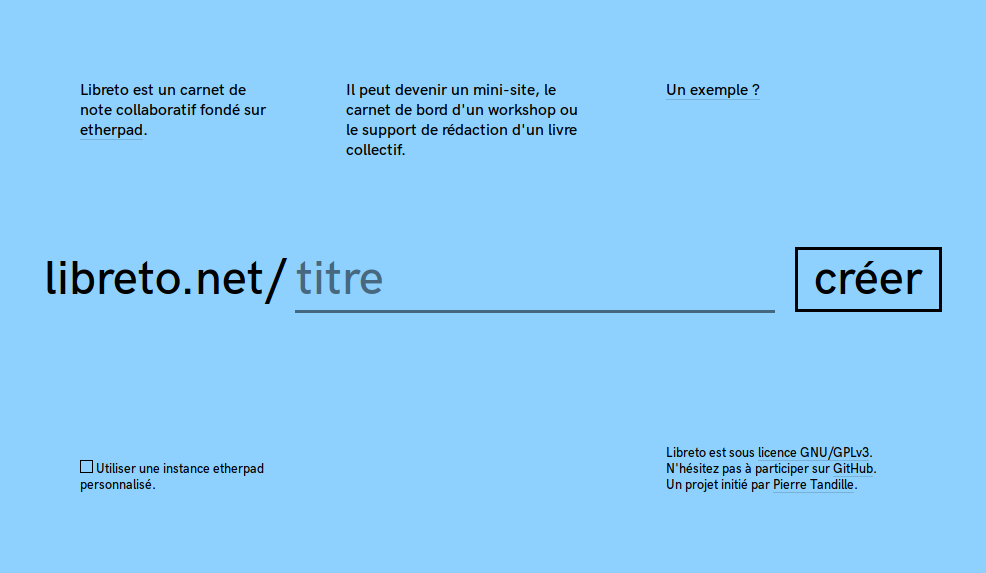 Libreto est un carnet de
note collaboratif fondé sur
etherpad.
Il peut devenir un mini-site, le
carnet de bord d'un workshop ou
le support de rédaction d'un livre
collectif.
Un exemple ?
libreto.net/ titre
créer
Utiliser une instance etherpad
personnalisé.
Libreto est sous licence GNU/GPLv3.
N'hésitez pas à participer sur GitHub.
Un projet initié par Pierre Tandille.